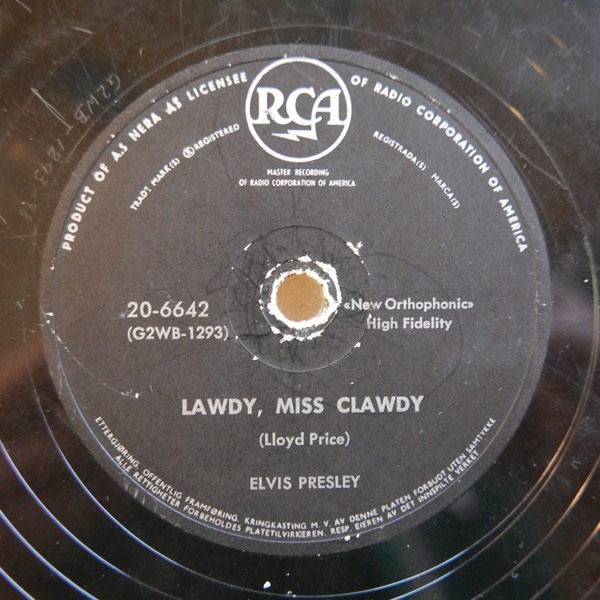 PRODUCT OF A.S NERA AS LICENSEE OF RADIO CORPORATION OF AMERICA
RCA
TRADE MARK(S) ®REGISTERED
REGISTRADA(S) MARCA(S)
MASTER RECORDING
OF RADIO CORPORATION OF AMERICA
20-6642
(G2WB-1293)
«New Orthophonic»
High Fidelity
LAWDY, MISS CLAWDY
(Lloyd Price)
ELVIS PRESLEY
ETTERGJØRING, OFFENTLIG FRAMFØRING, KRINGKASTING M. V. AV DENNE PLATEN FORBUDT UTEN SAMTYKKE
ALLE RETTIGHETER FORBEHOLDES PLATETILVIRKEREN. RESP. EIEREN AV DET INNSPILTE VERKET